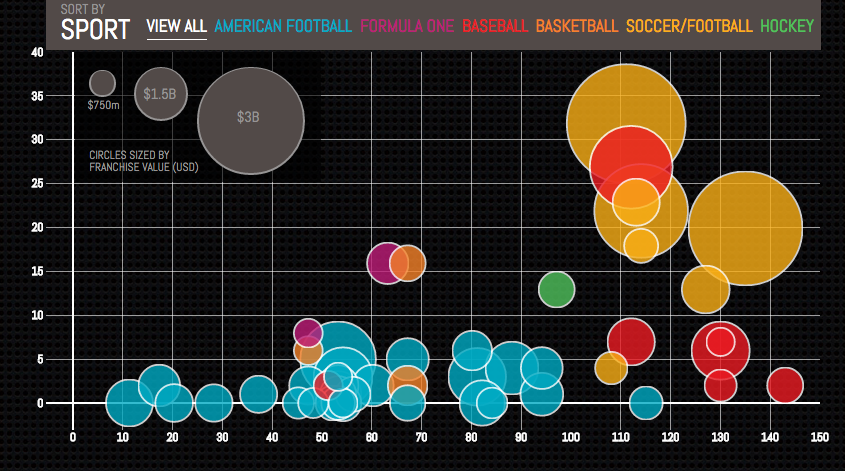 SORT BY
SPORT VIEW ALL AMERICAN FOOTBALL FORMULA ONE BASEBALL BASKETBALL SOCCER/FOOTBALL HOCKEY
40
35
30
25
20
15
10
5
0
$750m
$1.5B
$3B
CIRCLES SIZED BY
FRANCHISE VALUE (USD)
0 10 20 30 40 50 60 70 80 90 100 110 120 130 140 150